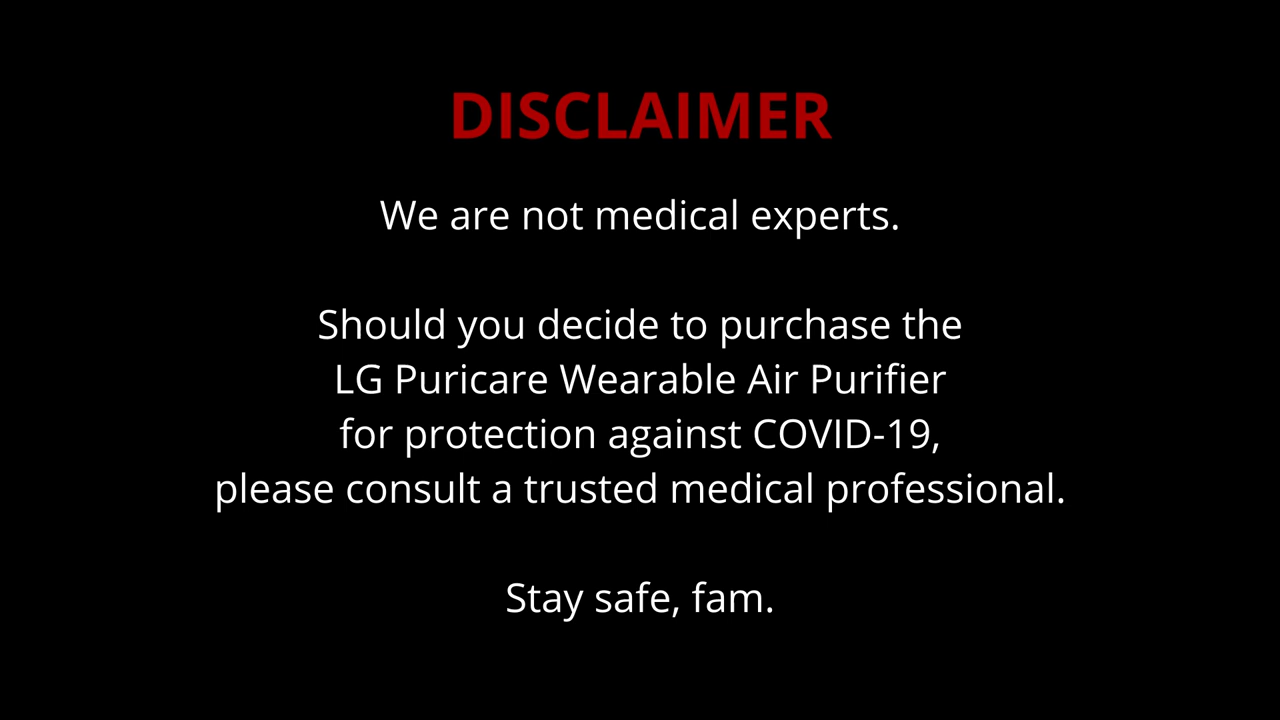 DISCLAIMER
We are not medical experts.
Should you decide to purchase the
LG Puricare Wearable Air Purifier
for protection against COVID-19,
please consult a trusted medical professional.
Stay safe, fam.